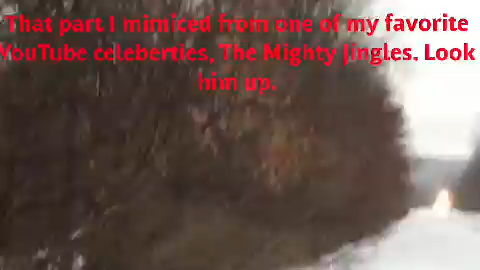 That part I mimiced from one of my favorite
YouTube celeberties, The Mighty Jingles. Look
him up.